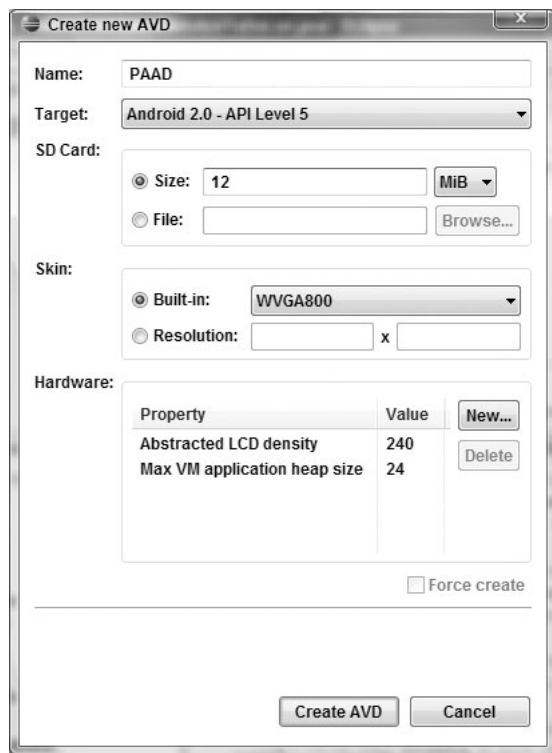 Create new AVD
Name: PAAD
Target: Android 2.0 - API Level 5
SD Card:
Size: 12 MiB
File: Browse...
Skin:
Built-in: WVGA800
Resolution: x
Hardware:
Property Value New...
Abstracted LCD density 240
Max VM application heap size 24
Delete
Force create
Create AVD Cancel